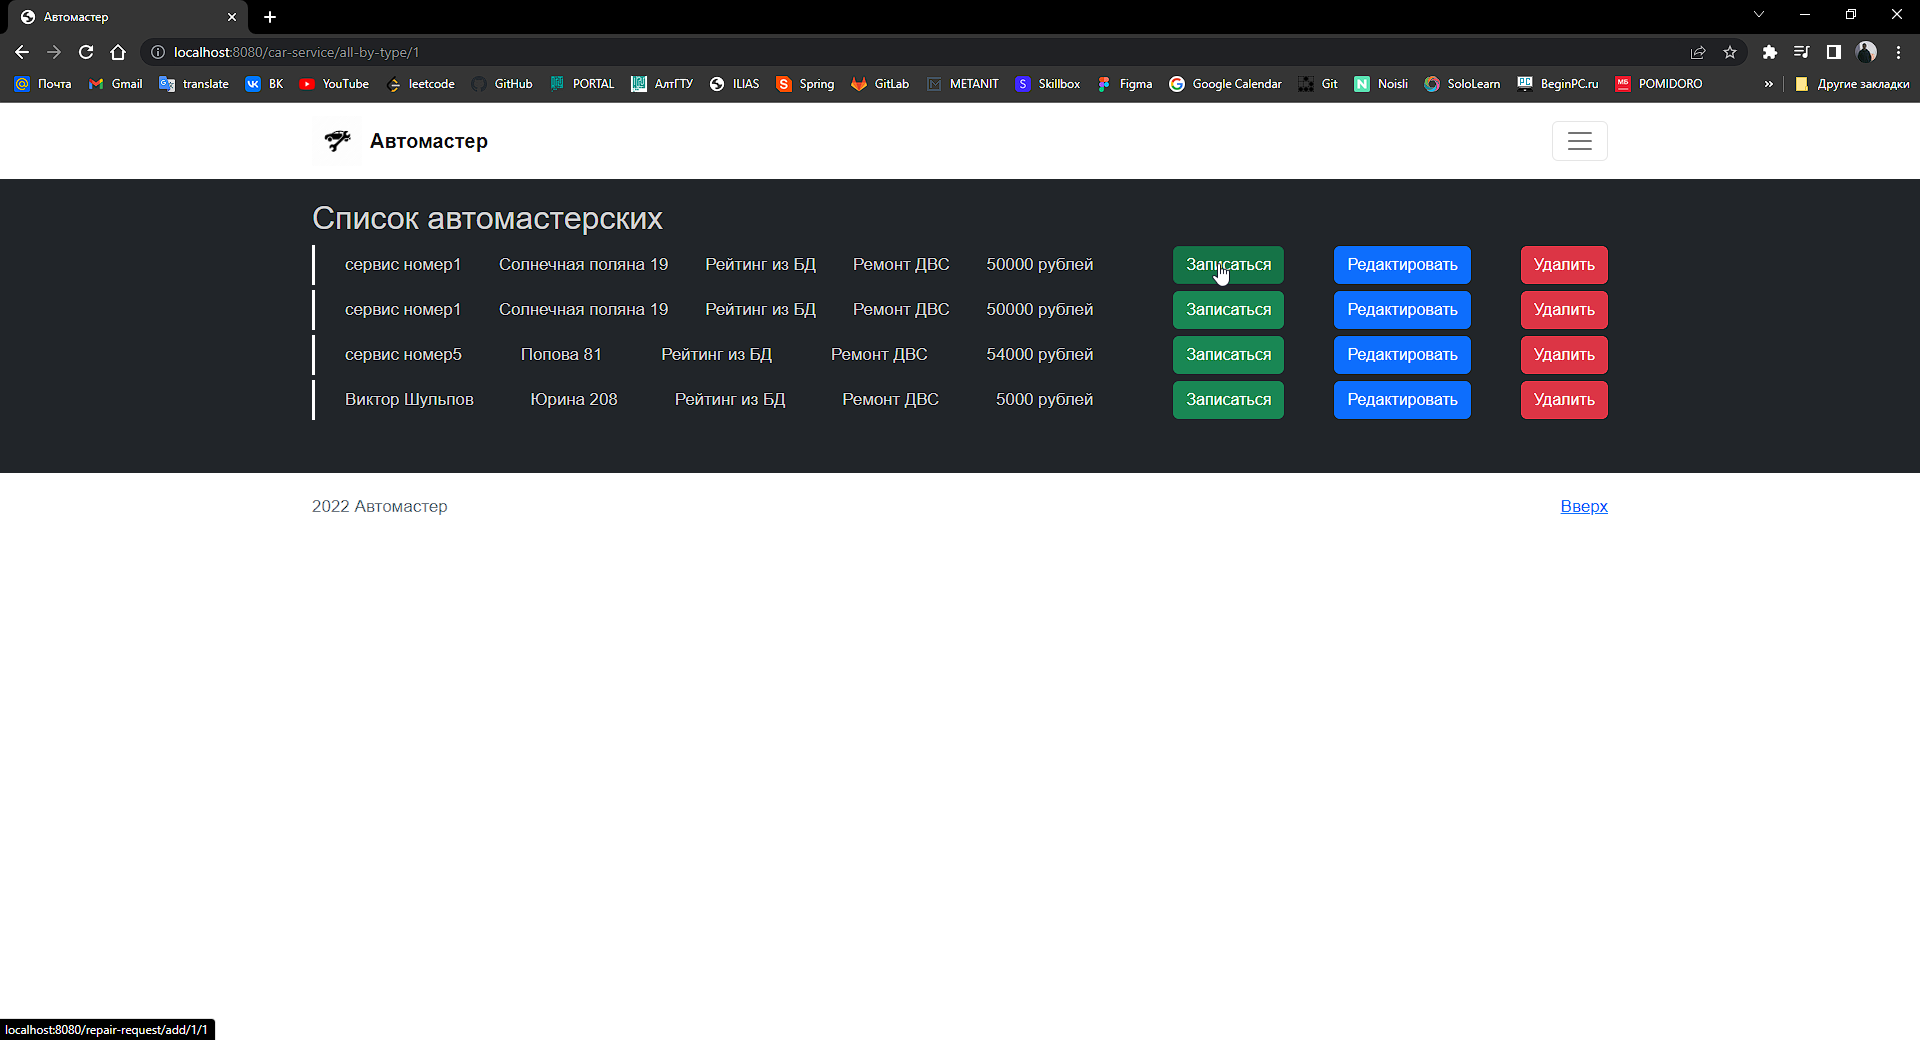 Автомастер
localhost:8080/car-service/all-by-type/1
Почта Gmail translate ВК YouTube leetcode GitHub PORTAL АлтГТУ ILIAS Spring GitLab METANIT Skillbox Figma Google Calendar Git Noisli SoloLearn BeginPC.ru POMIDORO » Другие закладки
Автомастер
Список автомастерских
сервис номер1 Солнечная поляна 19 Рейтинг из БД Ремонт ДВС 50000 рублей Записаться Редактировать Удалить
сервис номер1 Солнечная поляна 19 Рейтинг из БД Ремонт ДВС 50000 рублей Записаться Редактировать Удалить
сервис номер5 Попова 81 Рейтинг из БД Ремонт ДВС 54000 рублей Записаться Редактировать Удалить
Виктор Шульпов Юрина 208 Рейтинг из БД Ремонт ДВС 5000 рублей Записаться Редактировать Удалить
2022 Автомастер Вверх
localhost:8080/repair-request/add/1/1